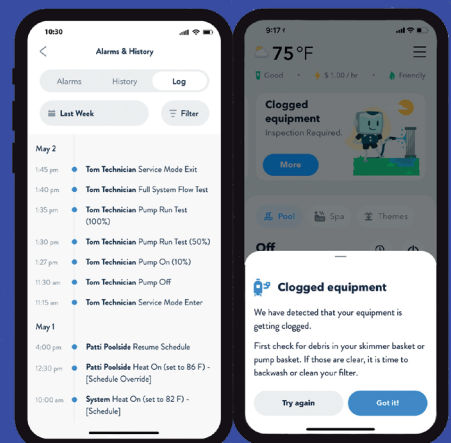 10:30
Alarms & History
Alarms
History
Log
Last Week
Filter
May 2
1:45 pm Tom Technician Service Mode Exit
1:40 pm Tom Technician Full System Flow Test
1:35 pm Tom Technician Pump Run Test
(100%)
1:30 pm Tom Technician Pump Run Test (50%)
1:27 pm Tom Technician Pump On (10%)
11:30 am Tom Technician Pump Off
11:15 am Tom Technician Service Mode Enter
May 1
4:00 pm Patti Poolside Resume Schedule
12:30 pm Patti Poolside Heat On (set to 86 F) -
[Schedule Override]
10:00 am System Heat On (set to 82 F) -
[Schedule]
9:17
75°F
Good
$ 1.00 / hr
Friendly
Clogged
equipment
Inspection Required.
More
Pool
Spa
Themes
Off
Clogged equipment
We have detected that your equipment is
getting clogged.
First check for debris in your skimmer basket or
pump basket. If those are clear, it is time to
backwash or clean your filter.
Try again
Got it!